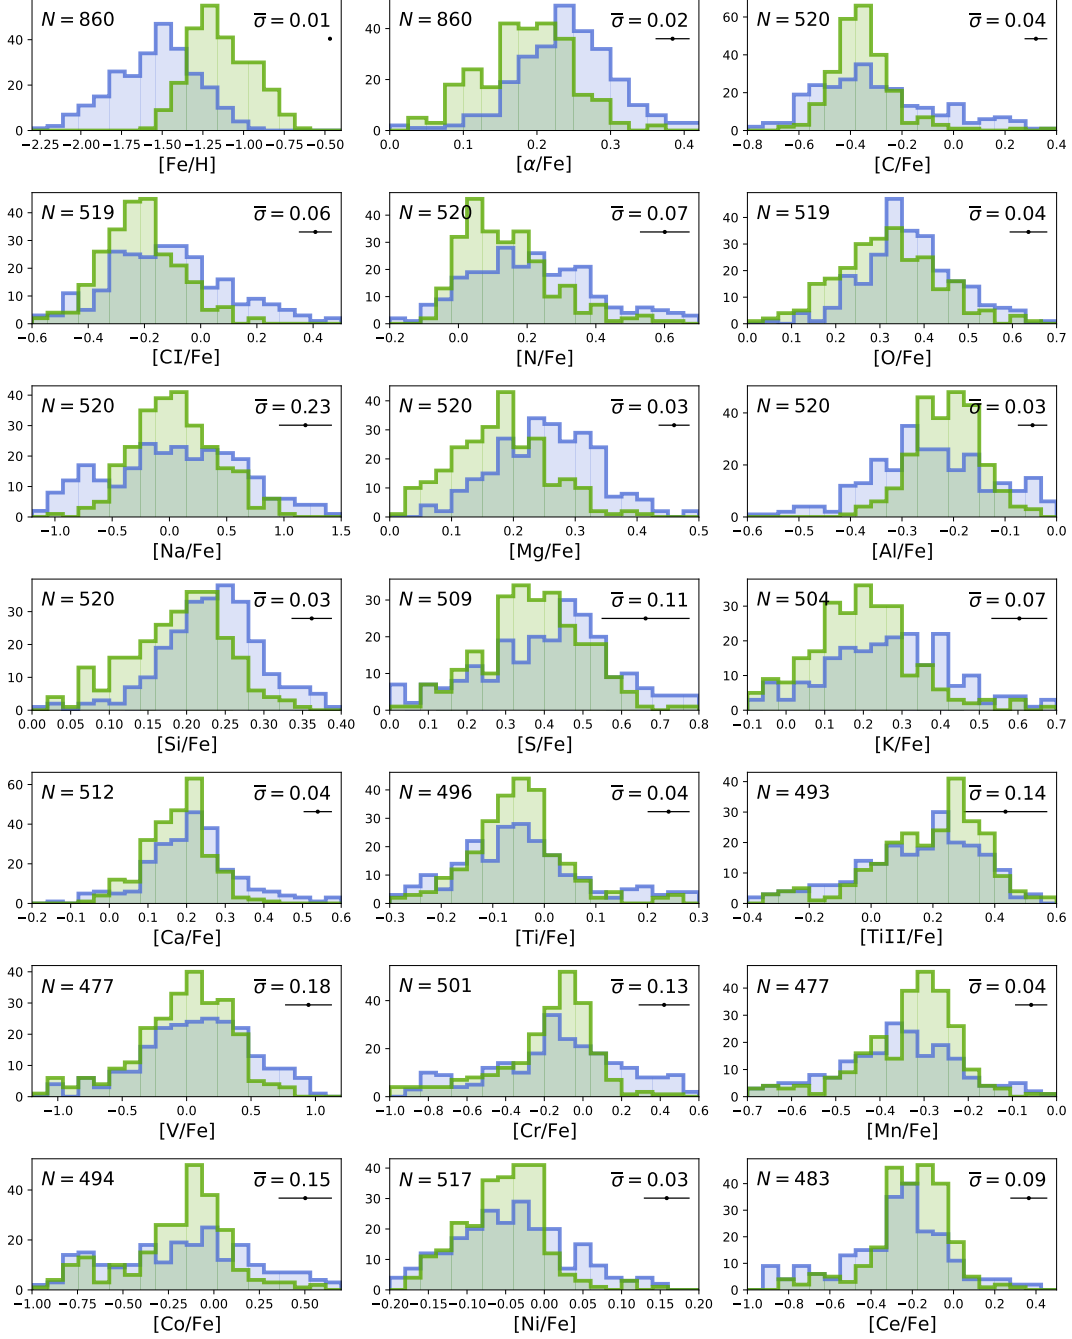 N = 860
σ̅ = 0.01
40
20
0
−2.25 −2.00 −1.75 −1.50 −1.25 −1.00 −0.75 −0.50
[Fe/H]
N = 860
σ̅ = 0.02
40
20
0
0.0 0.1 0.2 0.3 0.4
[α/Fe]
N = 520
σ̅ = 0.04
60
40
20
0
−0.8 −0.6 −0.4 −0.2 0.0 0.2 0.4
[C/Fe]
N = 519
σ̅ = 0.06
40
30
20
10
0
−0.6 −0.4 −0.2 0.0 0.2 0.4
[CI/Fe]
N = 520
σ̅ = 0.07
40
30
20
10
0
−0.2 0.0 0.2 0.4 0.6
[N/Fe]
N = 519
σ̅ = 0.04
40
20
0
0.0 0.1 0.2 0.3 0.4 0.5 0.6 0.7
[O/Fe]
N = 520
σ̅ = 0.23
40
30
20
10
0
−1.0 −0.5 0.0 0.5 1.0 1.5
[Na/Fe]
N = 520
σ̅ = 0.03
40
30
20
10
0
0.0 0.1 0.2 0.3 0.4 0.5
[Mg/Fe]
N = 520
σ̅ = 0.03
40
20
0
−0.6 −0.5 −0.4 −0.3 −0.2 −0.1 0.0
[Al/Fe]
N = 520
σ̅ = 0.03
30
20
10
0
0.00 0.05 0.10 0.15 0.20 0.25 0.30 0.35 0.40
[Si/Fe]
N = 509
σ̅ = 0.11
30
20
10
0
0.0 0.1 0.2 0.3 0.4 0.5 0.6 0.7 0.8
[S/Fe]
N = 504
σ̅ = 0.07
30
20
10
0
−0.1 0.0 0.1 0.2 0.3 0.4 0.5 0.6 0.7
[K/Fe]
N = 512
σ̅ = 0.04
60
40
20
0
−0.2 −0.1 0.0 0.1 0.2 0.3 0.4 0.5 0.6
[Ca/Fe]
N = 496
σ̅ = 0.04
40
30
20
10
0
−0.3 −0.2 −0.1 0.0 0.1 0.2 0.3
[Ti/Fe]
N = 493
σ̅ = 0.14
40
30
20
10
0
−0.4 −0.2 0.0 0.2 0.4 0.6
[TiII/Fe]
N = 477
σ̅ = 0.18
40
30
20
10
0
−1.0 −0.5 0.0 0.5 1.0
[V/Fe]
N = 501
σ̅ = 0.13
40
20
0
−1.0 −0.8 −0.6 −0.4 −0.2 0.0 0.2 0.4 0.6
[Cr/Fe]
N = 477
σ̅ = 0.04
40
20
0
−0.7 −0.6 −0.5 −0.4 −0.3 −0.2 −0.1 0.0
[Mn/Fe]
N = 494
σ̅ = 0.15
40
20
0
−1.00 −0.75 −0.50 −0.25 0.00 0.25 0.50
[Co/Fe]
N = 517
σ̅ = 0.03
40
30
20
10
0
−0.20 −0.15 −0.10 −0.05 0.00 0.05 0.10 0.15 0.20
[Ni/Fe]
N = 483
σ̅ = 0.09
40
20
0
−1.0 −0.8 −0.6 −0.4 −0.2 0.0 0.2 0.4
[Ce/Fe]